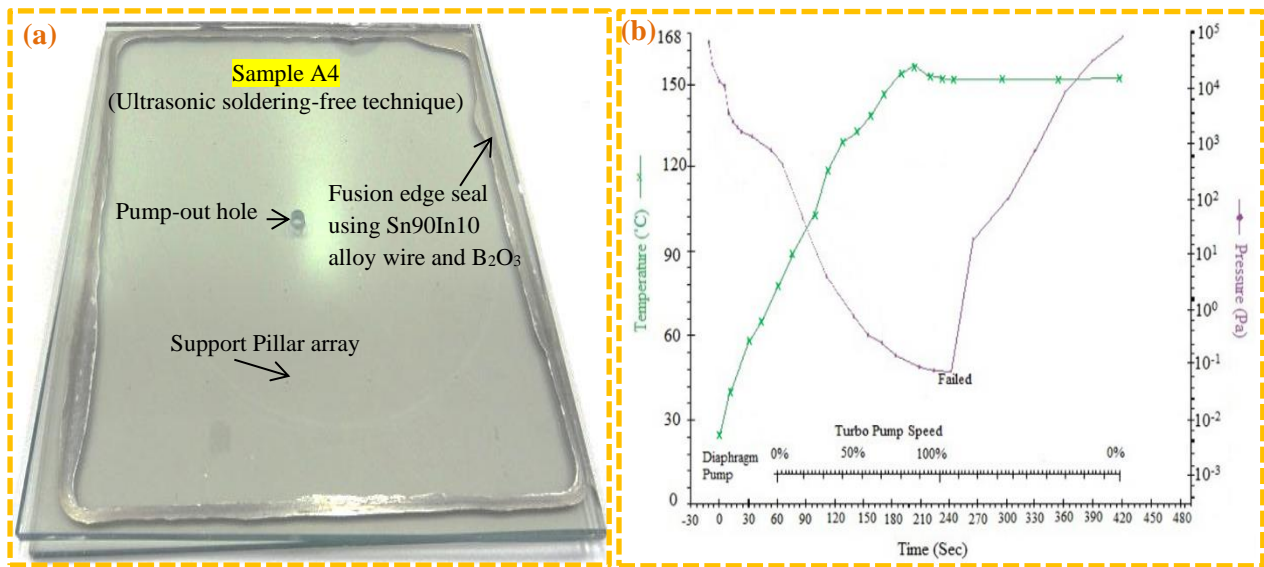 (a)
Sample A4
(Ultrasonic soldering-free technique)
Pump-out hole
Fusion edge seal
using Sn90In10
alloy wire and B₂O₃
Support Pillar array
(b)
168
150
120
90
60
30
0
Temperature (°C)
10⁵
10⁴
10³
10²
10¹
10⁰
10⁻¹
10⁻²
10⁻³
Pressure (Pa)
Failed
Turbo Pump Speed
Diaphragm
Pump
0% 50% 100% 0%
-30 0 30 60 90 120 150 180 210 240 270 300 330 360 390 420 450 480
Time (Sec)